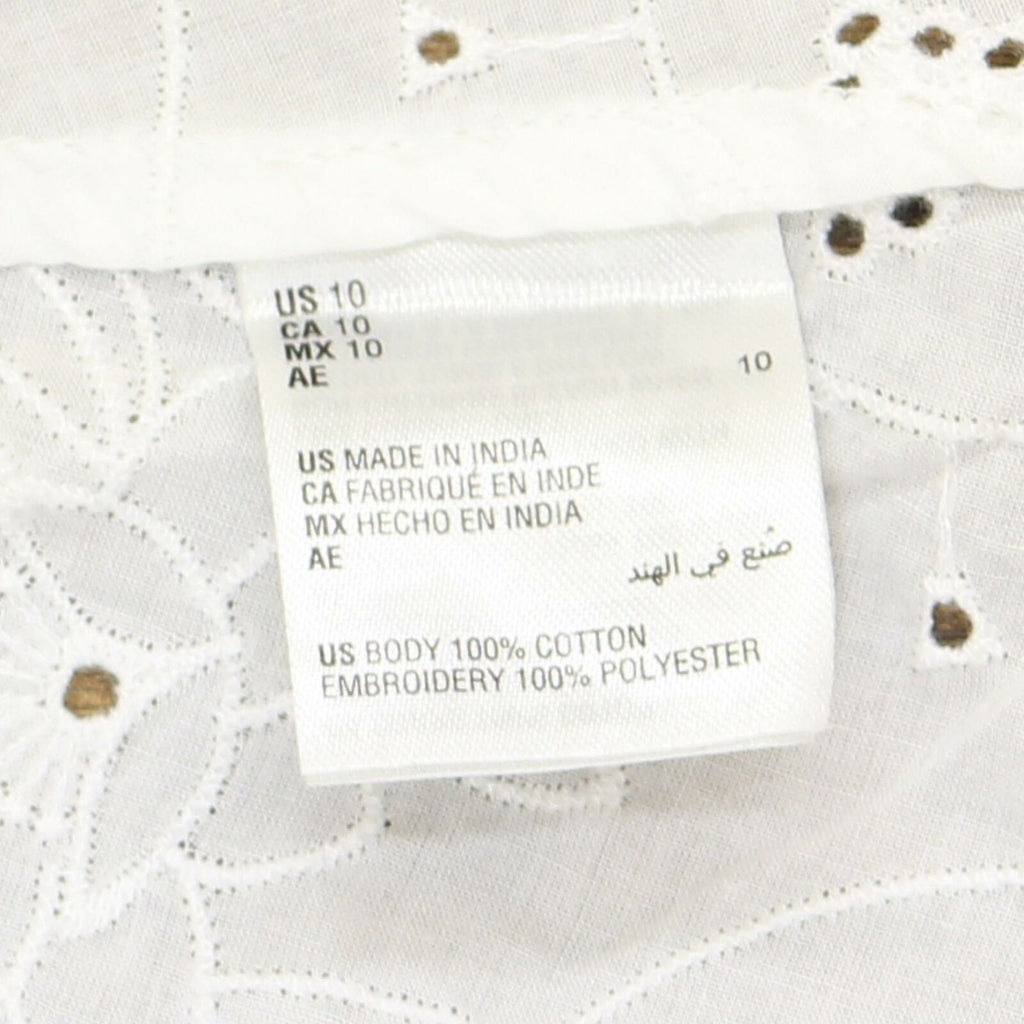 US 10
CA 10
MX 10
AE 10
US MADE IN INDIA
CA FABRIQUÉ EN INDE
MX HECHO EN INDIA
AE
صُنع في الهند
US BODY 100% COTTON
EMBROIDERY 100% POLYESTER